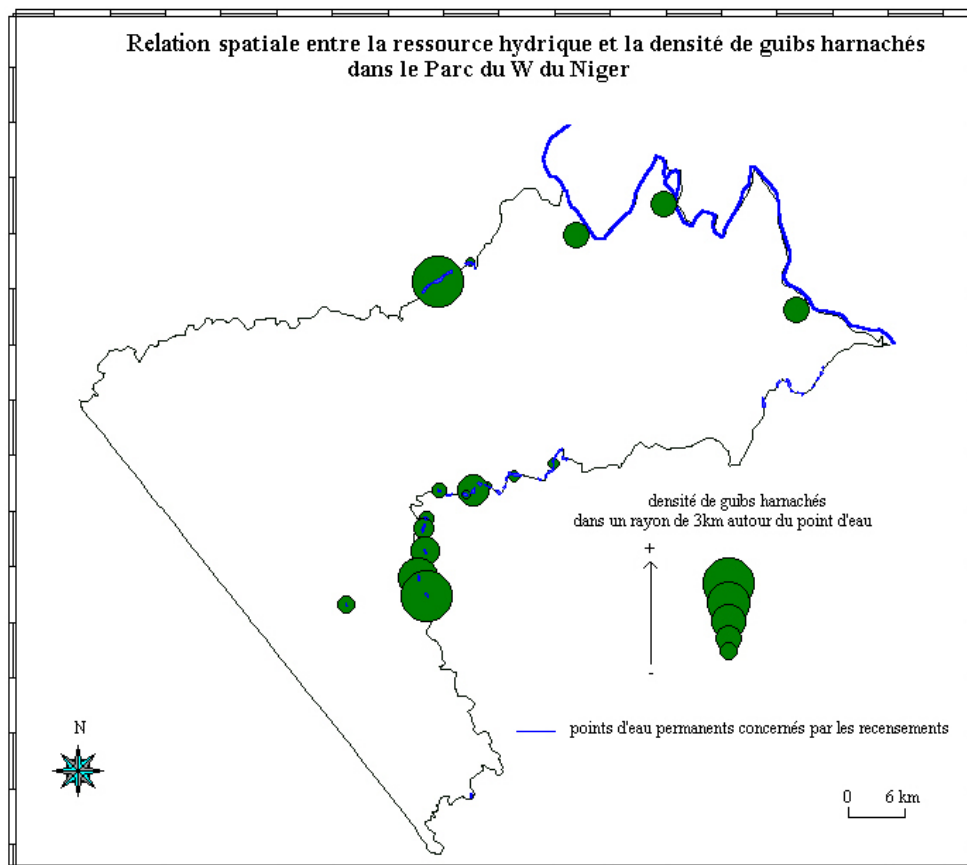 Relation spatiale entre la ressource hydrique et la densité de guibs harnachés
dans le Parc du W du Niger
densité de guibs harnachés
dans un rayon de 3km autour du point d'eau
+
-
points d'eau permanents concernés par les recensements
N
0 6 km